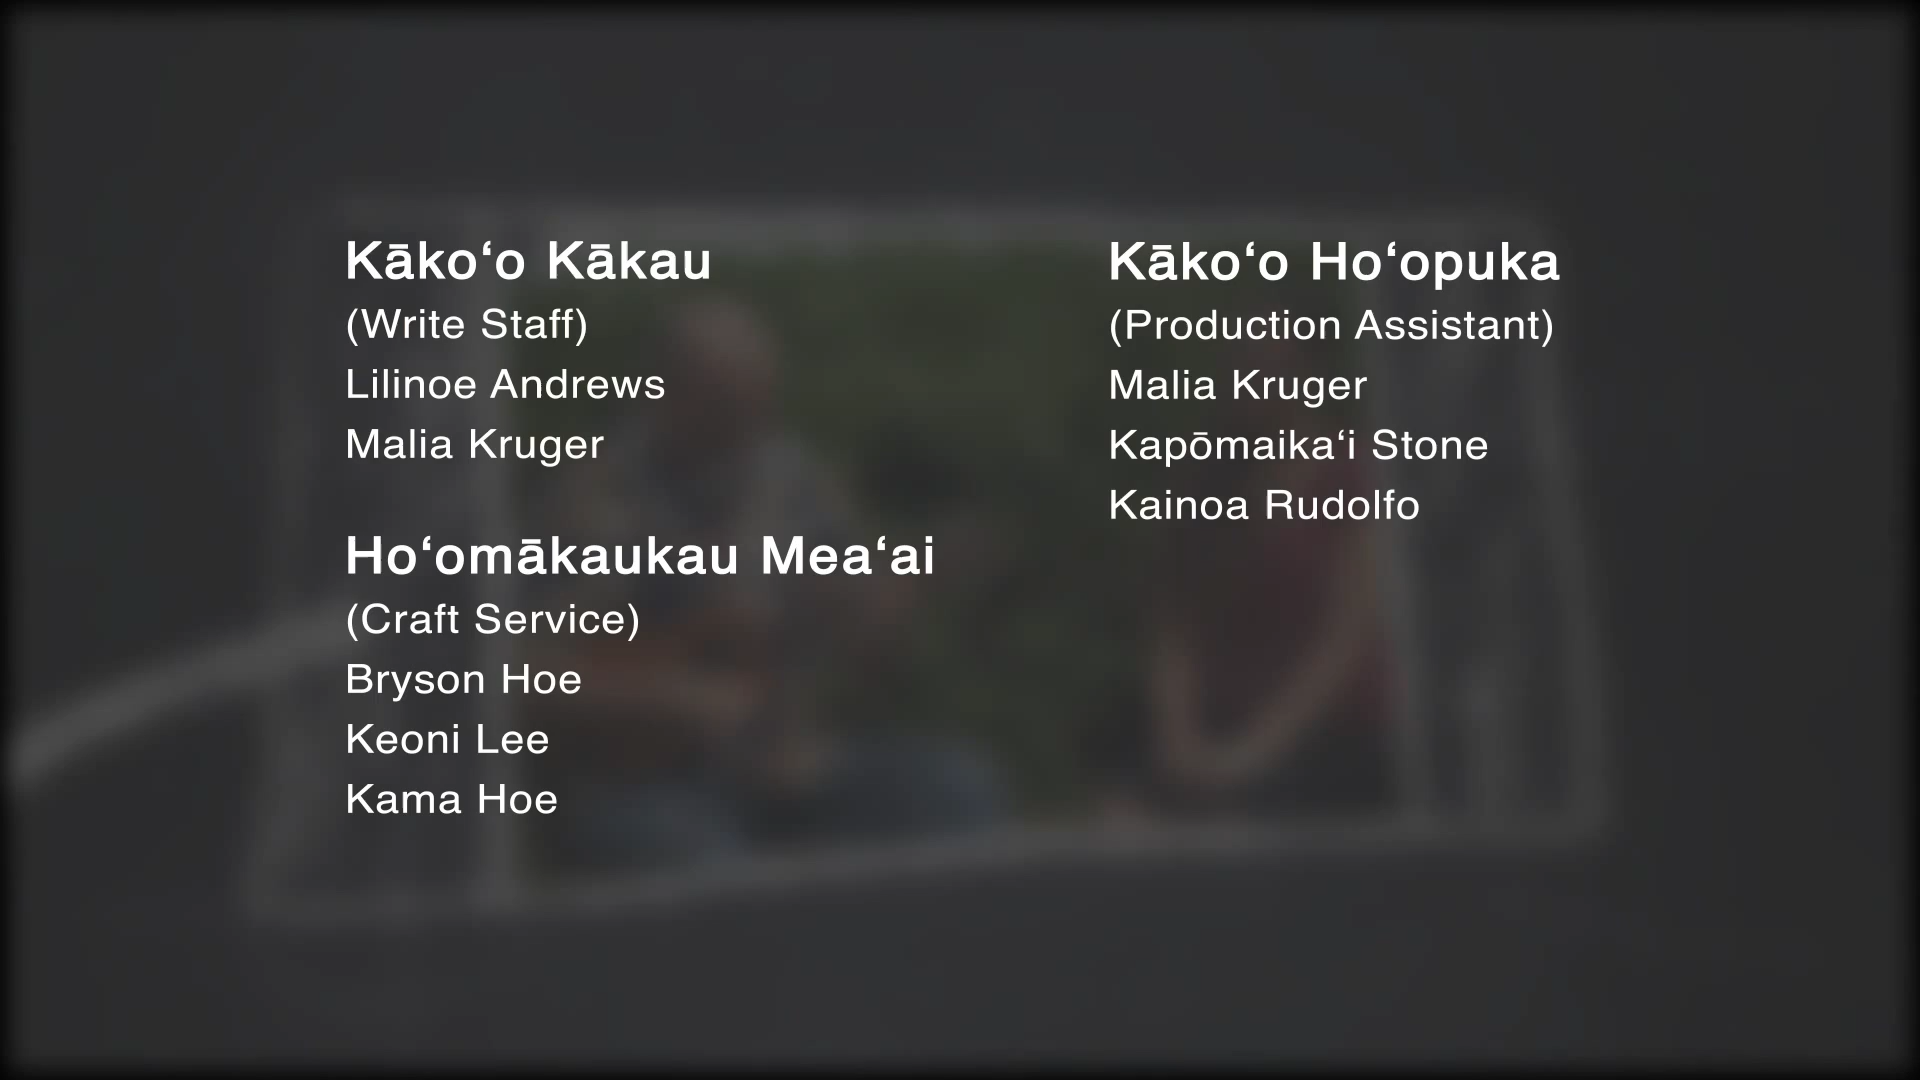 Kākoʻo Kākau
(Write Staff)
Lilinoe Andrews
Malia Kruger
Hoʻomākaukau Meaʻai
(Craft Service)
Bryson Hoe
Keoni Lee
Kama Hoe
Kākoʻo Hoʻopuka
(Production Assistant)
Malia Kruger
Kapōmaikaʻi Stone
Kainoa Rudolfo